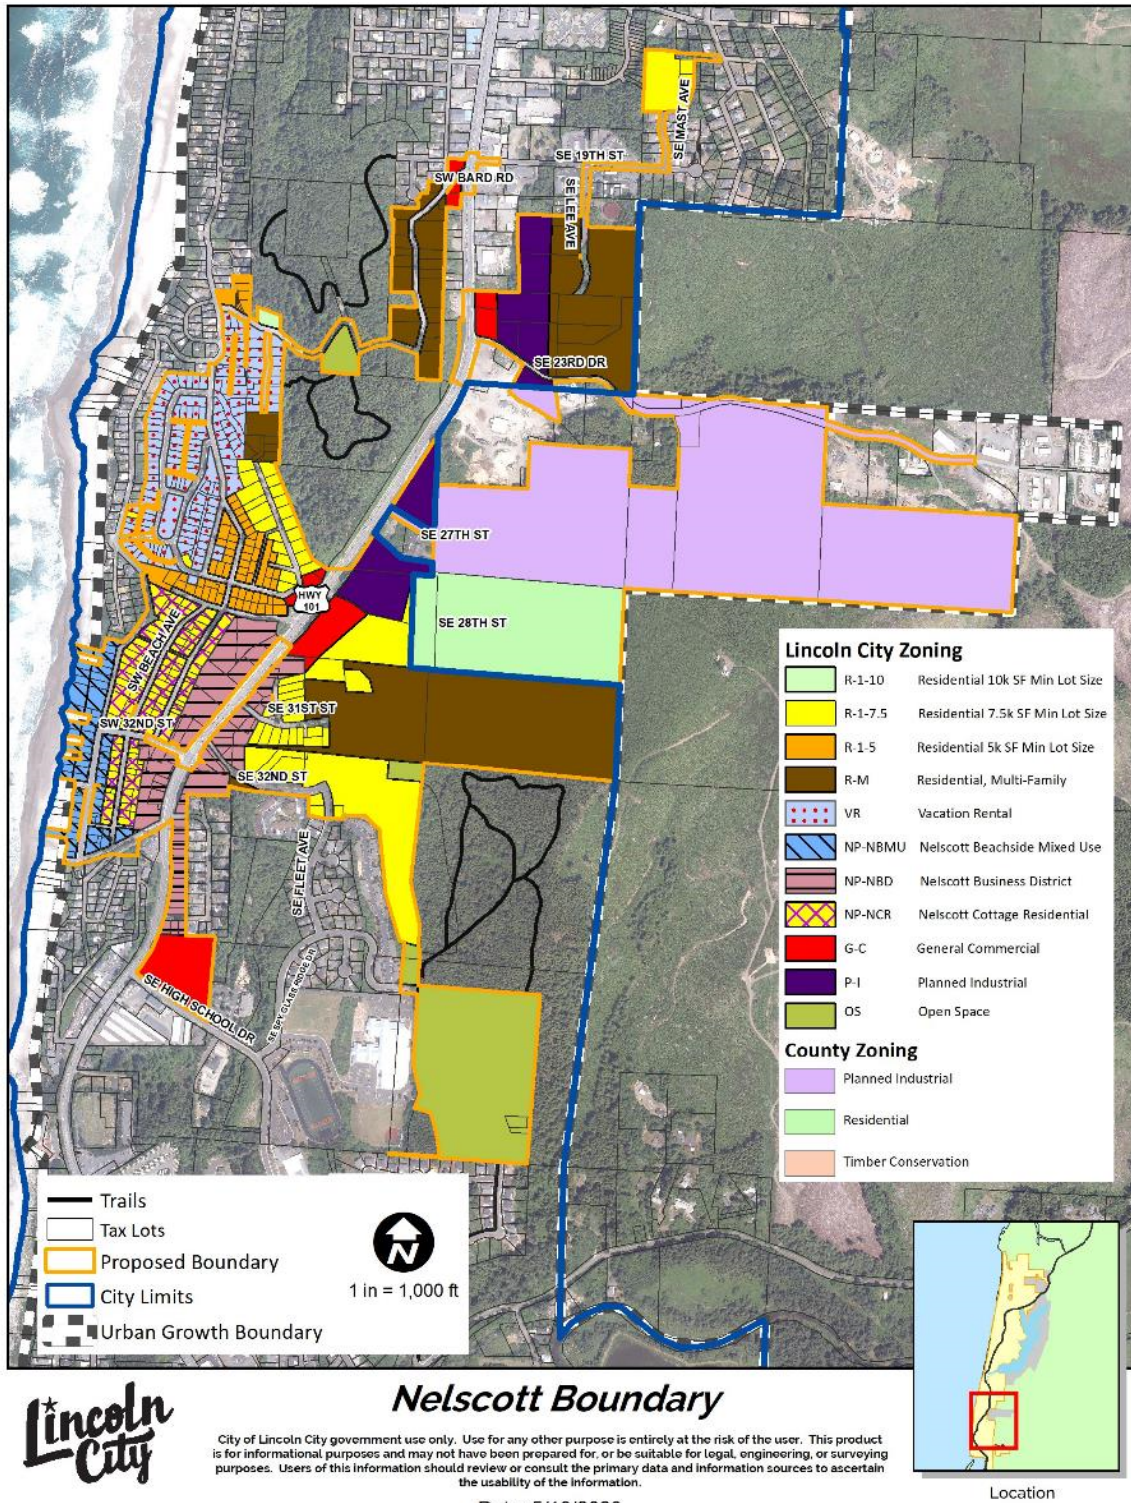 SE MAST AVE
SE 19TH ST
SW BARD RD
SE LEE AVE
SE 23RD DR
SE 27TH ST
HWY
101
SE 28TH ST
SW BEACH AVE
SE 31ST ST
SW 32ND ST
SE 32ND ST
SE FLEET AVE
SE SPY GLASS RIDGE DR
SE HIGH SCHOOL DR
Lincoln City Zoning
R-1-10 Residential 10k SF Min Lot Size
R-1-7.5 Residential 7.5k SF Min Lot Size
R-1-5 Residential 5k SF Min Lot Size
R-M Residential, Multi-Family
VR Vacation Rental
NP-NBMU Nelscott Beachside Mixed Use
NP-NBD Nelscott Business District
NP-NCR Nelscott Cottage Residential
G-C General Commercial
P-I Planned Industrial
OS Open Space
County Zoning
Planned Industrial
Residential
Timber Conservation
Trails
Tax Lots
Proposed Boundary
City Limits
Urban Growth Boundary
N
1 in = 1,000 ft
Lincoln
City
Nelscott Boundary
City of Lincoln City government use only. Use for any other purpose is entirely at the risk of the user. This product
is for informational purposes and may not have been prepared for, or be suitable for legal, engineering, or surveying
purposes. Users of this information should review or consult the primary data and information sources to ascertain
the usability of the information.
Location